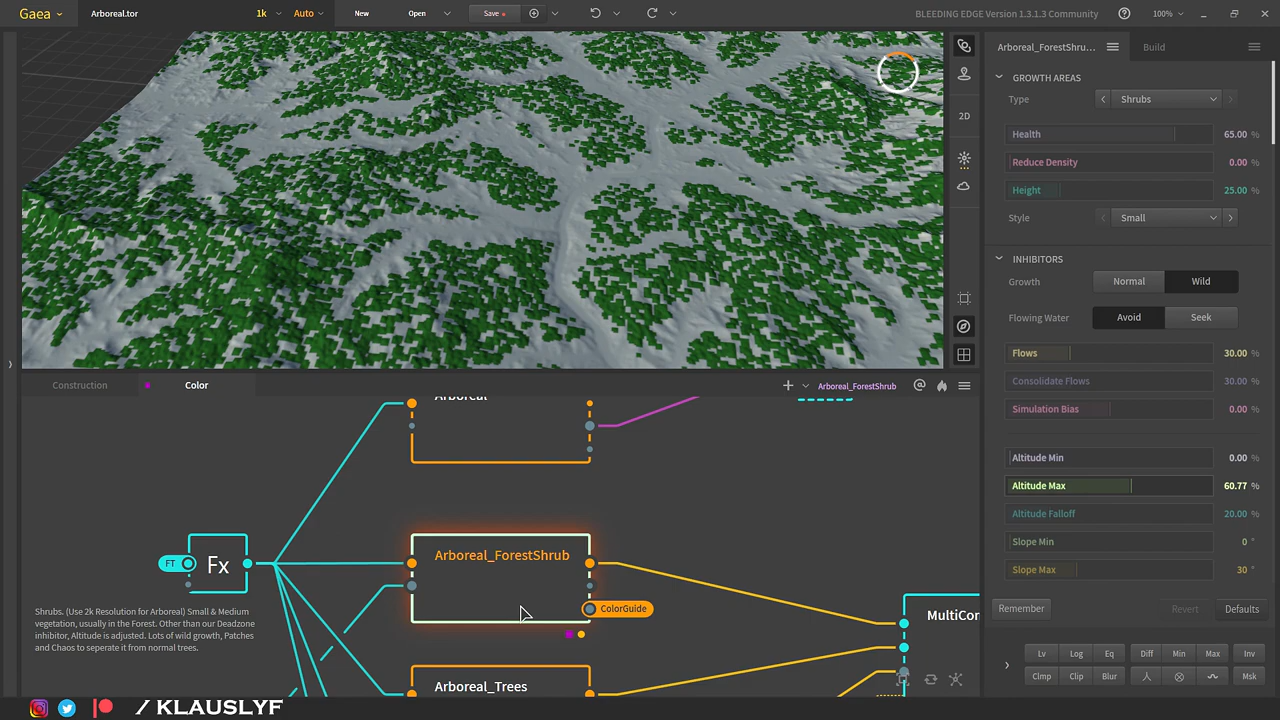 Gaea
Arboreal.tor
1k
Auto
New
Open
Save
BLEEDING EDGE Version 1.3.1.3 Community
100%
Arboreal_ForestShru...
Build
GROWTH AREAS
Type
Shrubs
Health
65.00 %
Reduce Density
0.00 %
Height
25.00 %
Style
Small
INHIBITORS
Growth
Normal
Wild
Flowing Water
Avoid
Seek
Flows
30.00 %
Consolidate Flows
30.00 %
Simulation Bias
0.00 %
Altitude Min
0.00 %
Altitude Max
60.77 %
Altitude Falloff
20.00 %
Slope Min
0 °
Slope Max
30 °
Remember
Revert
Defaults
Lv
Log
Eq
Diff
Min
Max
Inv
Clmp
Clip
Blur
Msk
2D
Construction
Color
Arboreal_ForestShrub
Arboreal
FT
Fx
Arboreal_ForestShrub
ColorGuide
Shrubs. (Use 2k Resolution for Arboreal) Small & Medium
vegetation, usually in the Forest. Other than our Deadzone
inhibitor, Altitude is adjusted. Lots of wild growth, Patches
and Chaos to seperate it from normal trees.
MultiCon
Arboreal_Trees
/ KLAUSLYF